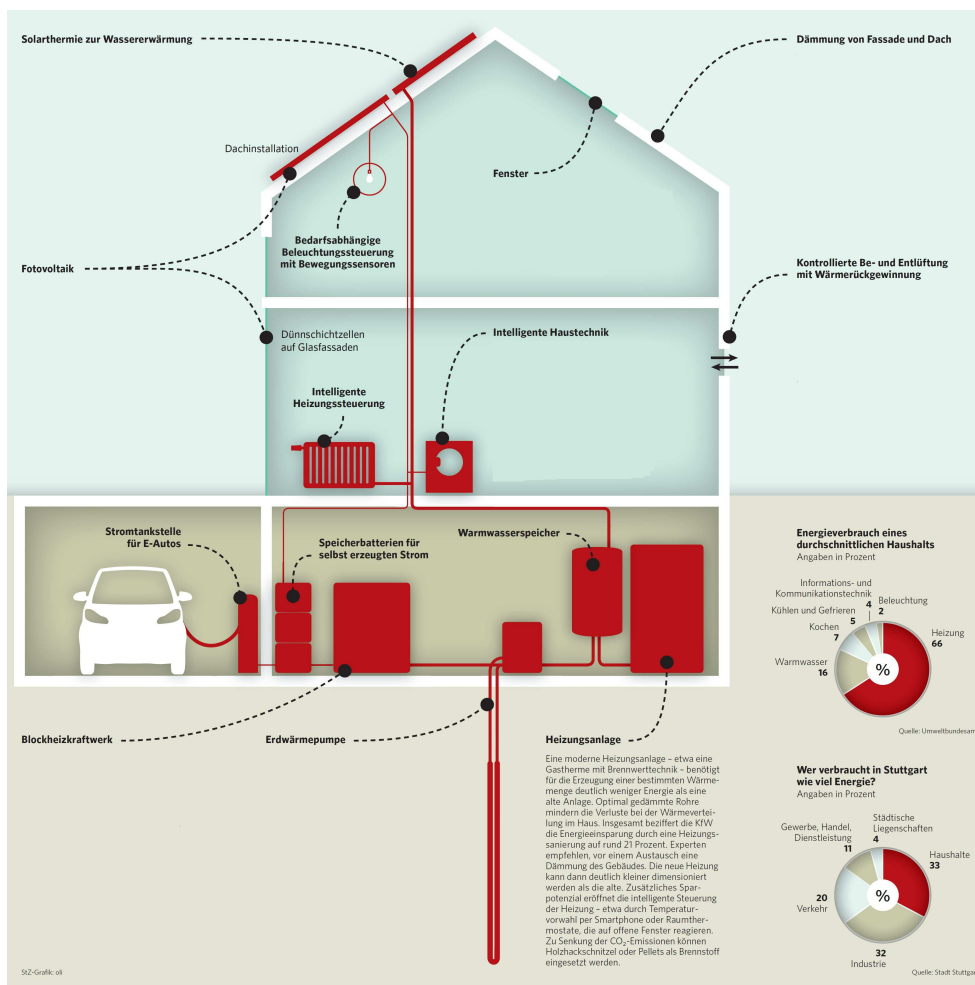 Solarthermie zur Wassererwärmung
Dämmung von Fassade und Dach
Dachinstallation
Fenster
Bedarfsabhängige
Beleuchtungssteuerung
mit Bewegungssensoren
Fotovoltaik
Kontrollierte Be- und Entlüftung
mit Wärmerückgewinnung
Dünnschichtzellen
auf Glasfassaden
Intelligente Haustechnik
Intelligente
Heizungssteuerung
Stromtankstelle
für E-Autos
Speicherbatterien für
selbst erzeugten Strom
Warmwasserspeicher
Blockheizkraftwerk
Erdwärmepumpe
Heizungsanlage
Eine moderne Heizungsanlage – etwa eine
Gastherme mit Brennwerttechnik – benötigt
für die Erzeugung einer bestimmten Wärme-
menge deutlich weniger Energie als eine
alte Anlage. Optimal gedämmte Rohre
mindern die Verluste bei der Wärmevertei-
lung im Haus. Insgesamt beziffert die KfW
die Energieeinsparung durch eine Heizungs-
sanierung auf rund 21 Prozent. Experten
empfehlen, vor einem Austausch eine
Dämmung des Gebäudes. Die neue Heizung
kann dann deutlich kleiner dimensioniert
werden als die alte. Zusätzliches Spar-
potenzial eröffnet die intelligente Steuerung
der Heizung – etwa durch Temperatur-
vorwahl per Smartphone oder Raumther-
mostate, die auf offene Fenster reagieren.
Zu Senkung der CO₂-Emissionen können
Holzhackschnitzel oder Pellets als Brennstoff
eingesetzt werden.
Energieverbrauch eines
durchschnittlichen Haushalts
Angaben in Prozent
Informations- und
Kommunikationstechnik
4
Beleuchtung
2
Kühlen und Gefrieren
5
Kochen
7
Heizung
66
Warmwasser
16
%
Quelle: Umweltbundesam
Wer verbraucht in Stuttgart
wie viel Energie?
Angaben in Prozent
Städtische
Liegenschaften
4
Gewerbe, Handel,
Dienstleistung
11
Haushalte
33
%
20
Verkehr
32
Industrie
Quelle: Stadt Stuttgar
StZ-Grafik: oli